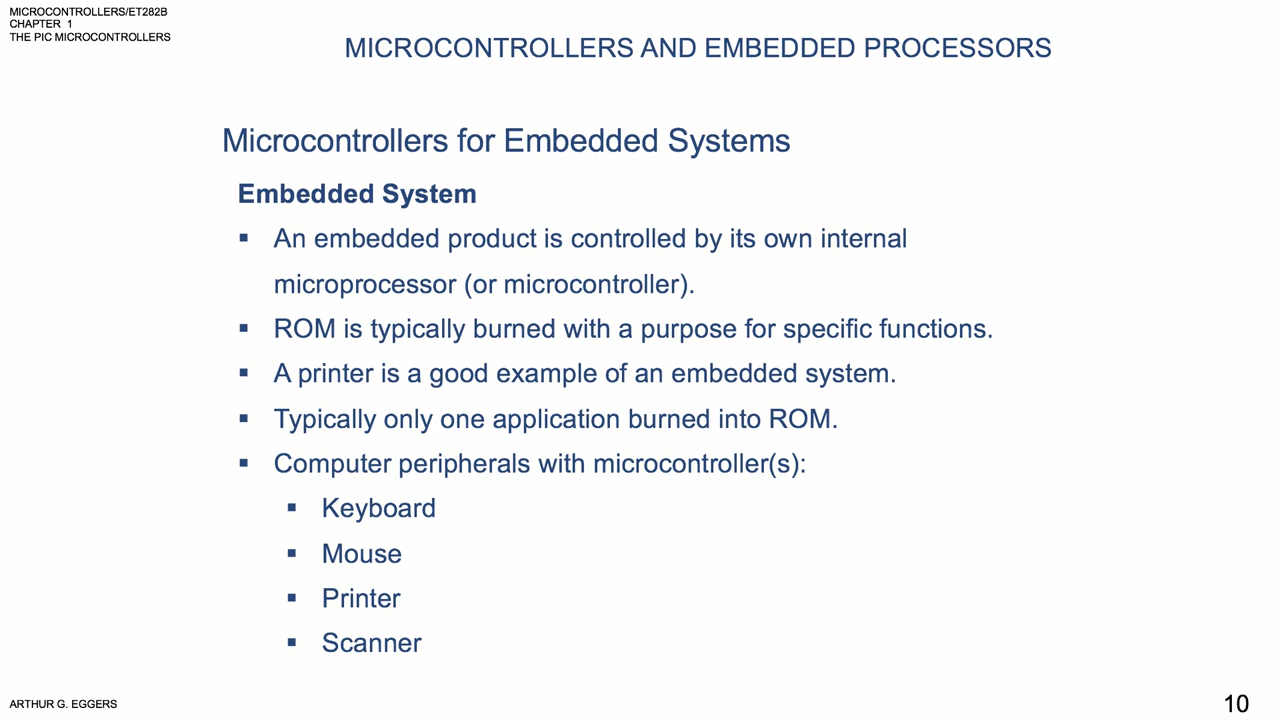 MICROCONTROLLERS/ET282B
CHAPTER 1
THE PIC MICROCONTROLLERS
MICROCONTROLLERS AND EMBEDDED PROCESSORS
Microcontrollers for Embedded Systems
Embedded System
▪ An embedded product is controlled by its own internal
microprocessor (or microcontroller).
▪ ROM is typically burned with a purpose for specific functions.
▪ A printer is a good example of an embedded system.
▪ Typically only one application burned into ROM.
▪ Computer peripherals with microcontroller(s):
▪ Keyboard
▪ Mouse
▪ Printer
▪ Scanner
ARTHUR G. EGGERS
10